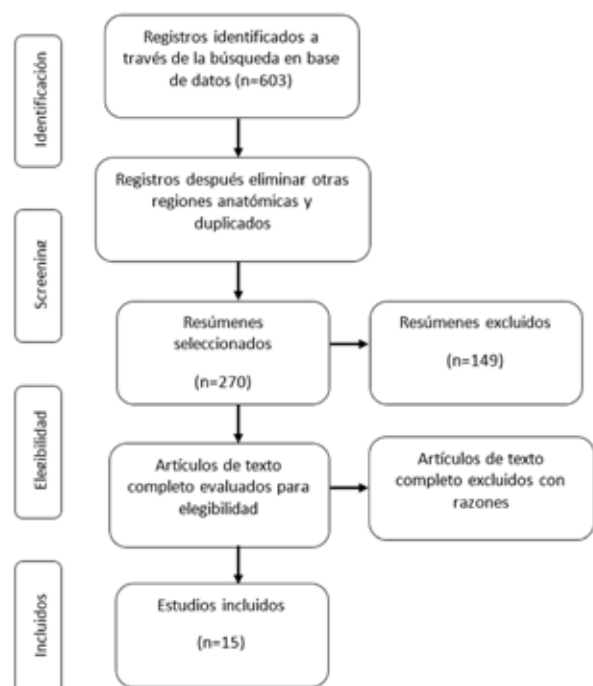 Identificación
Registros identificados a
través de la búsqueda en base
de datos (n=603)
Registros después eliminar otras
regiones anatómicas y
duplicados
Screening
Resúmenes
seleccionados
(n=270)
Resúmenes excluidos
(n=149)
Elegibilidad
Artículos de texto
completo evaluados para
elegibilidad
Artículos de texto
completo excluidos con
razones
Incluidos
Estudios incluidos
(n=15)